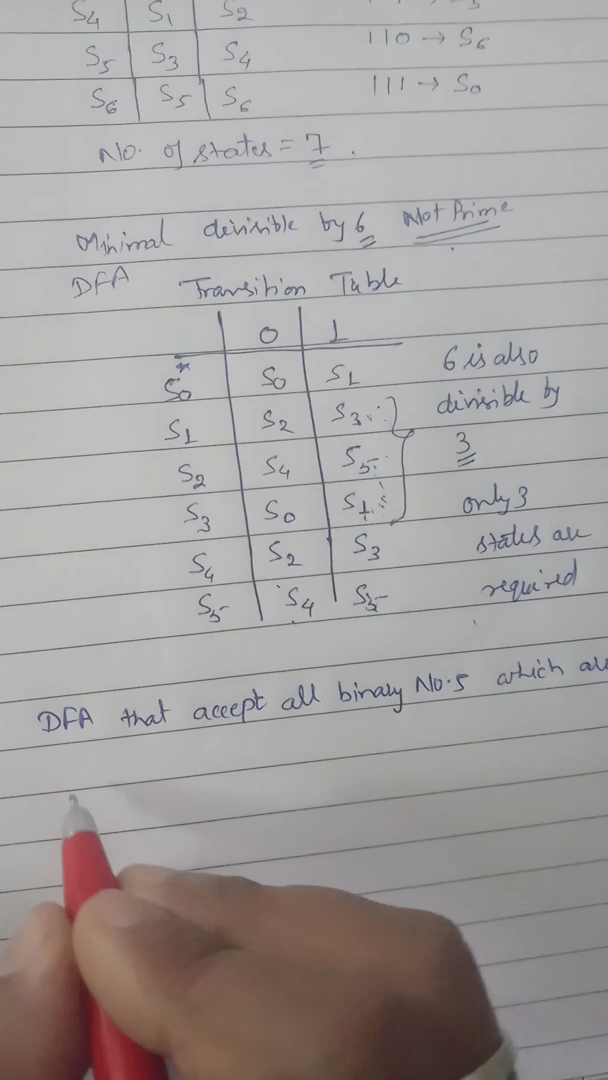 S4 S1 S2
S5 S3 S4 110 → S6
S6 S5 S6 111 → S0
No. of states = 7.
Minimal divisible by 6 Not Prime
DFA Transition Table
0 1
*S0 S0 S1 6 is also
S1 S2 S3 divisible by
S2 S4 S5 3
S3 S0 S1 only 3
S4 S2 S3 states are
S5 S4 S5 required
DFA that accept all binary No.s which are